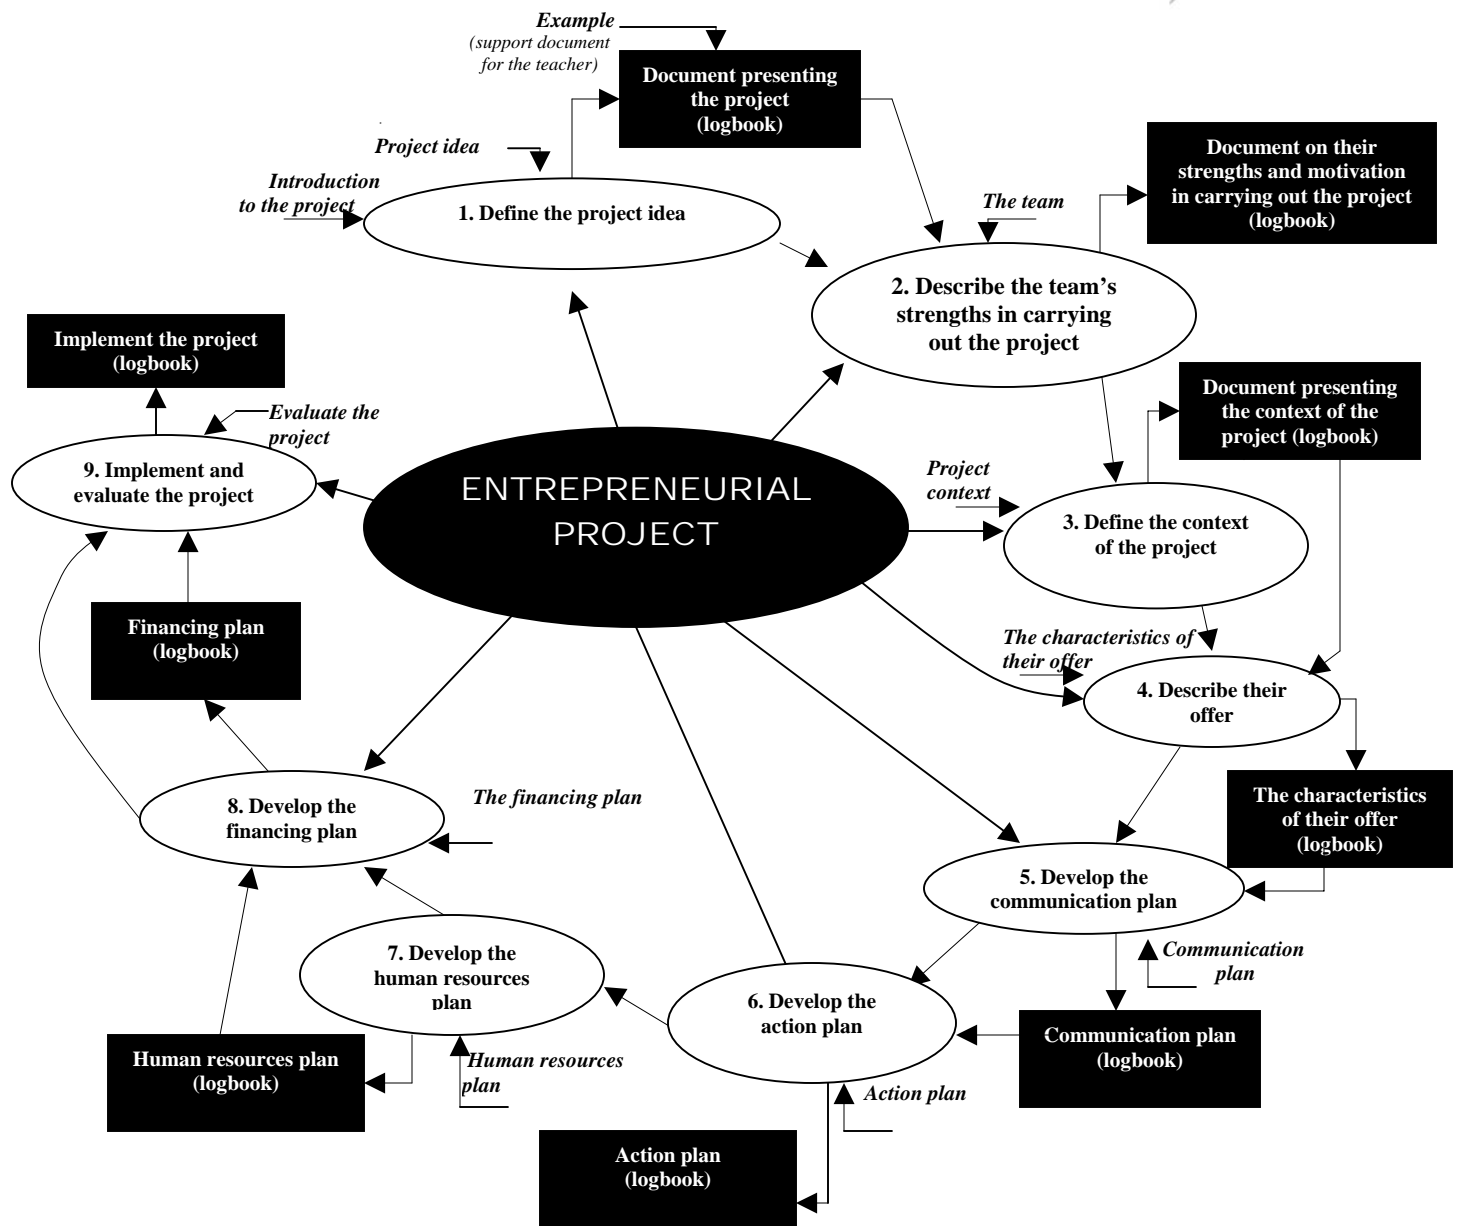 Example
(support document
for the teacher)
Document presenting
the project
(logbook)
Project idea
Introduction
to the project
1. Define the project idea
Document on their
strengths and motivation
in carrying out the project
(logbook)
The team
2. Describe the team's
strengths in carrying
out the project
Implement the project
(logbook)
Evaluate the
project
9. Implement and
evaluate the project
ENTREPRENEURIAL
PROJECT
Document presenting
the context of the
project (logbook)
Project
context
3. Define the context
of the project
Financing plan
(logbook)
The characteristics of
their offer
4. Describe their
offer
8. Develop the
financing plan
The financing plan
The characteristics
of their offer
(logbook)
5. Develop the
communication plan
Communication
plan
7. Develop the
human resources
plan
6. Develop the
action plan
Communication plan
(logbook)
Human resources plan
(logbook)
Human resources
plan
Action plan
Action plan
(logbook)